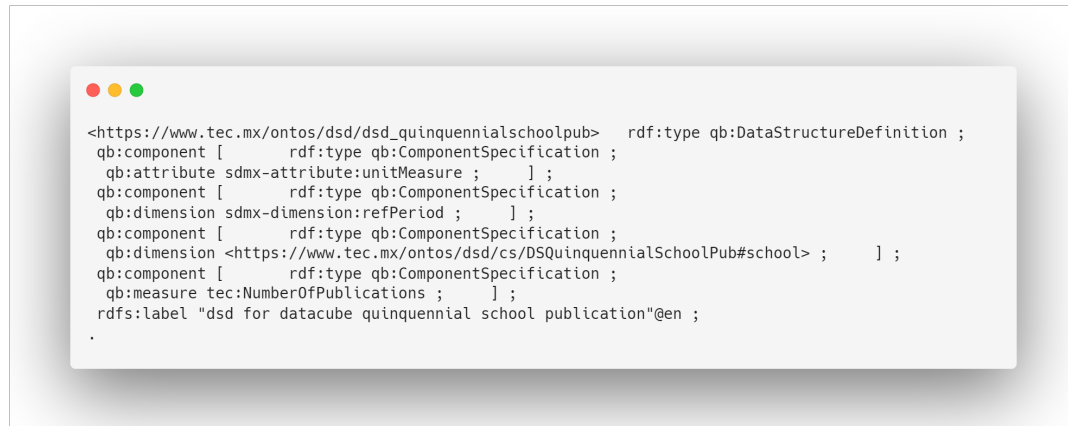 <https://www.tec.mx/ontos/dsd/dsd_quinquennialschoolpub>   rdf:type qb:DataStructureDefinition ;
 qb:component [       rdf:type qb:ComponentSpecification ;
  qb:attribute sdmx-attribute:unitMeasure ;     ] ;
 qb:component [       rdf:type qb:ComponentSpecification ;
  qb:dimension sdmx-dimension:refPeriod ;     ] ;
 qb:component [       rdf:type qb:ComponentSpecification ;
  qb:dimension <https://www.tec.mx/ontos/dsd/cs/DSQuinquennialSchoolPub#school> ;     ] ;
 qb:component [       rdf:type qb:ComponentSpecification ;
  qb:measure tec:NumberOfPublications ;     ] ;
 rdfs:label "dsd for datacube quinquennial school publication"@en ;
.